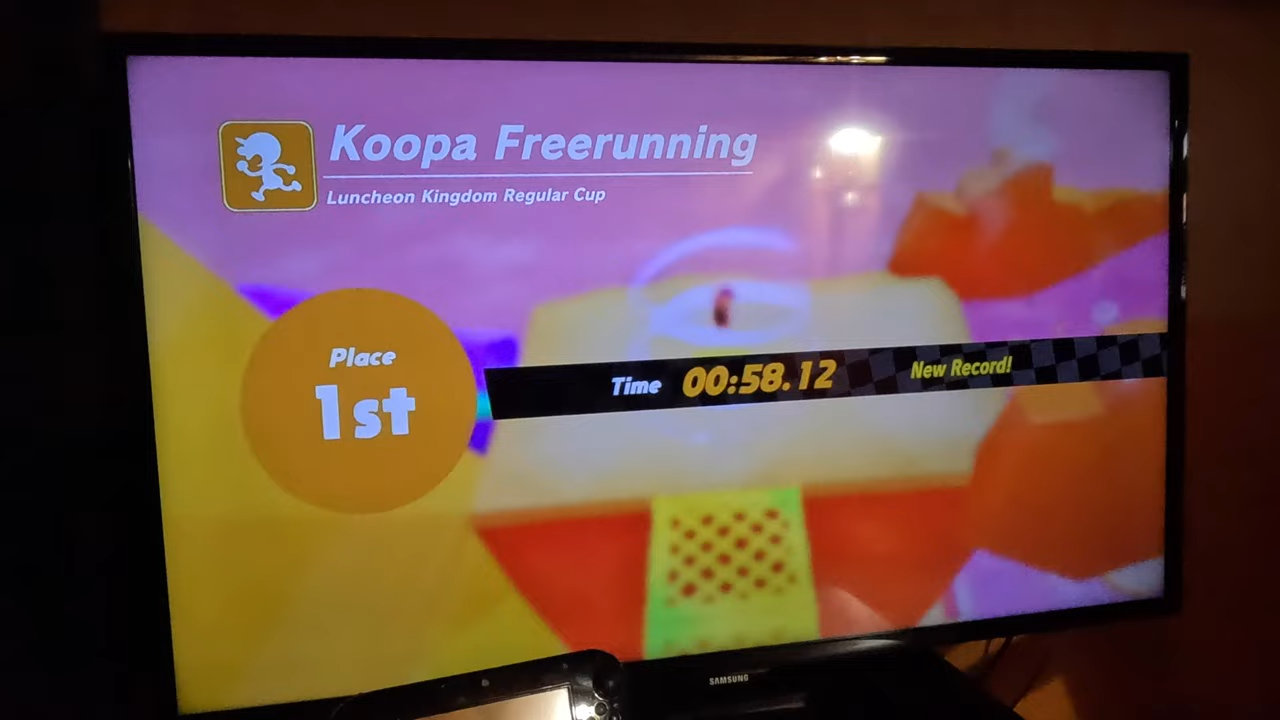 Koopa Freerunning
Luncheon Kingdom Regular Cup
Place
1st
Time 00:58.12 New Record!
SAMSUNG